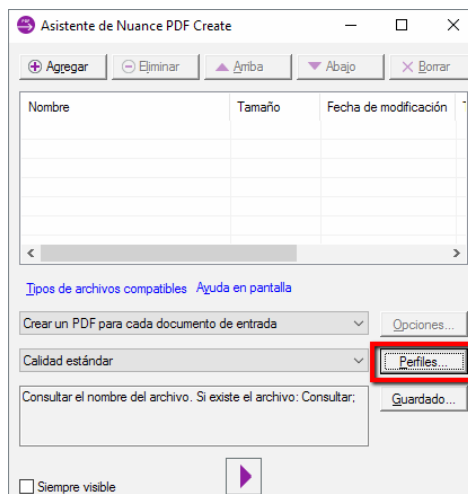 Asistente de Nuance PDF Create
Agregar Eliminar Arriba Abajo Borrar
Nombre Tamaño Fecha de modificación
Tipos de archivos compatibles Ayuda en pantalla
Crear un PDF para cada documento de entrada Opciones...
Calidad estándar Perfiles...
Consultar el nombre del archivo. Si existe el archivo: Consultar; Guardado...
Siempre visible